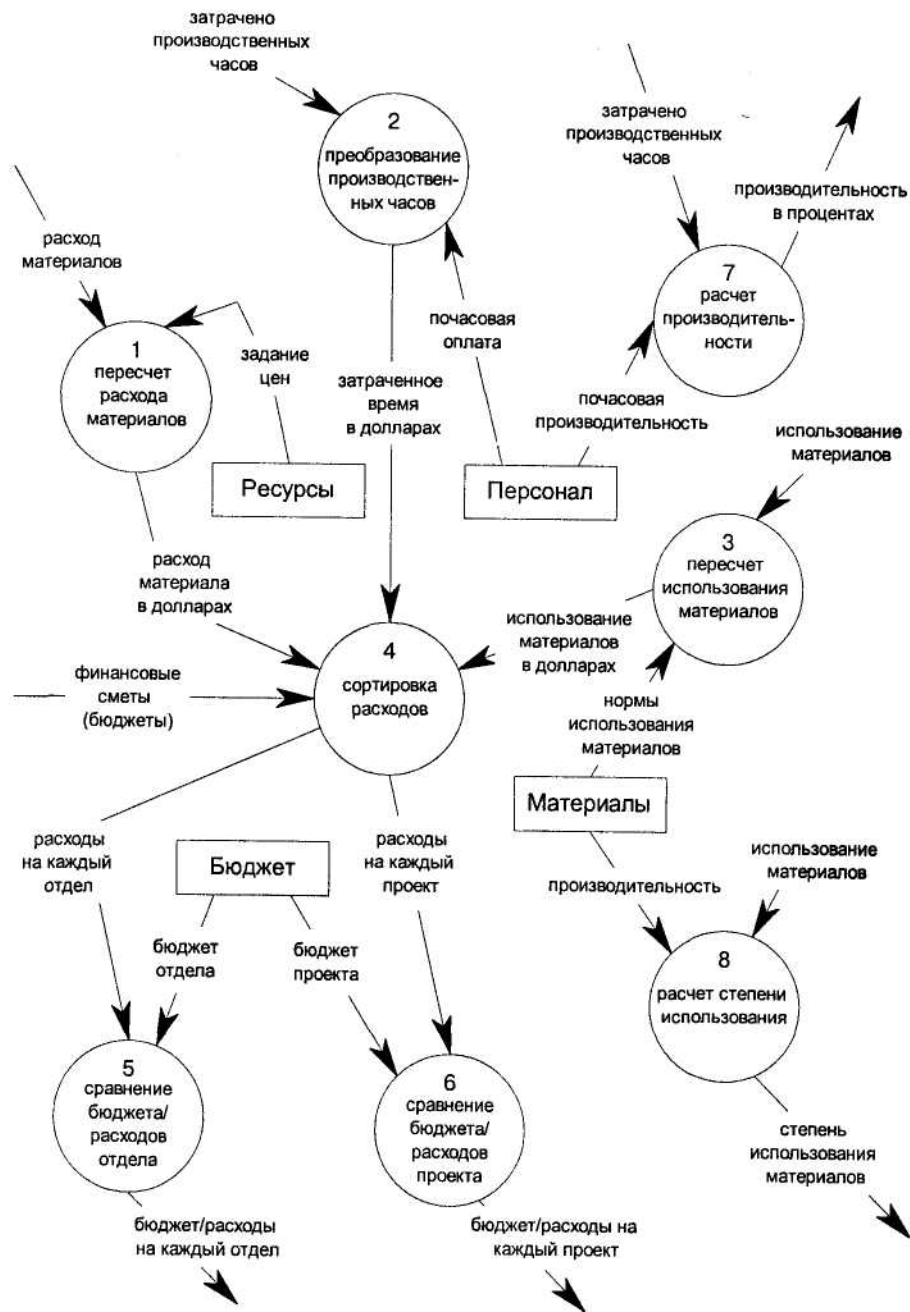 затрачено
производственных
часов
2
преобразование
производствен-
ных часов
затрачено
производственных
часов
производительность
в процентах
расход
материалов
7
расчет
производитель-
ности
1
пересчет
расхода
материалов
задание
цен
почасовая
оплата
затраченное
время
в долларах
почасовая
производительность
использование
материалов
Ресурсы
Персонал
3
пересчет
использования
материалов
расход
материала
в долларах
использование
материалов
в долларах
4
сортировка
расходов
финансовые
сметы
(бюджеты)
нормы
использования
материалов
Материалы
расходы
на каждый
отдел
Бюджет
расходы
на каждый
проект
производительность
использование
материалов
бюджет
отдела
бюджет
проекта
8
расчет степени
использования
5
сравнение
бюджета/
расходов
отдела
6
сравнение
бюджета/
расходов
проекта
степень
использования
материалов
бюджет/расходы
на каждый отдел
бюджет/расходы на
каждый проект